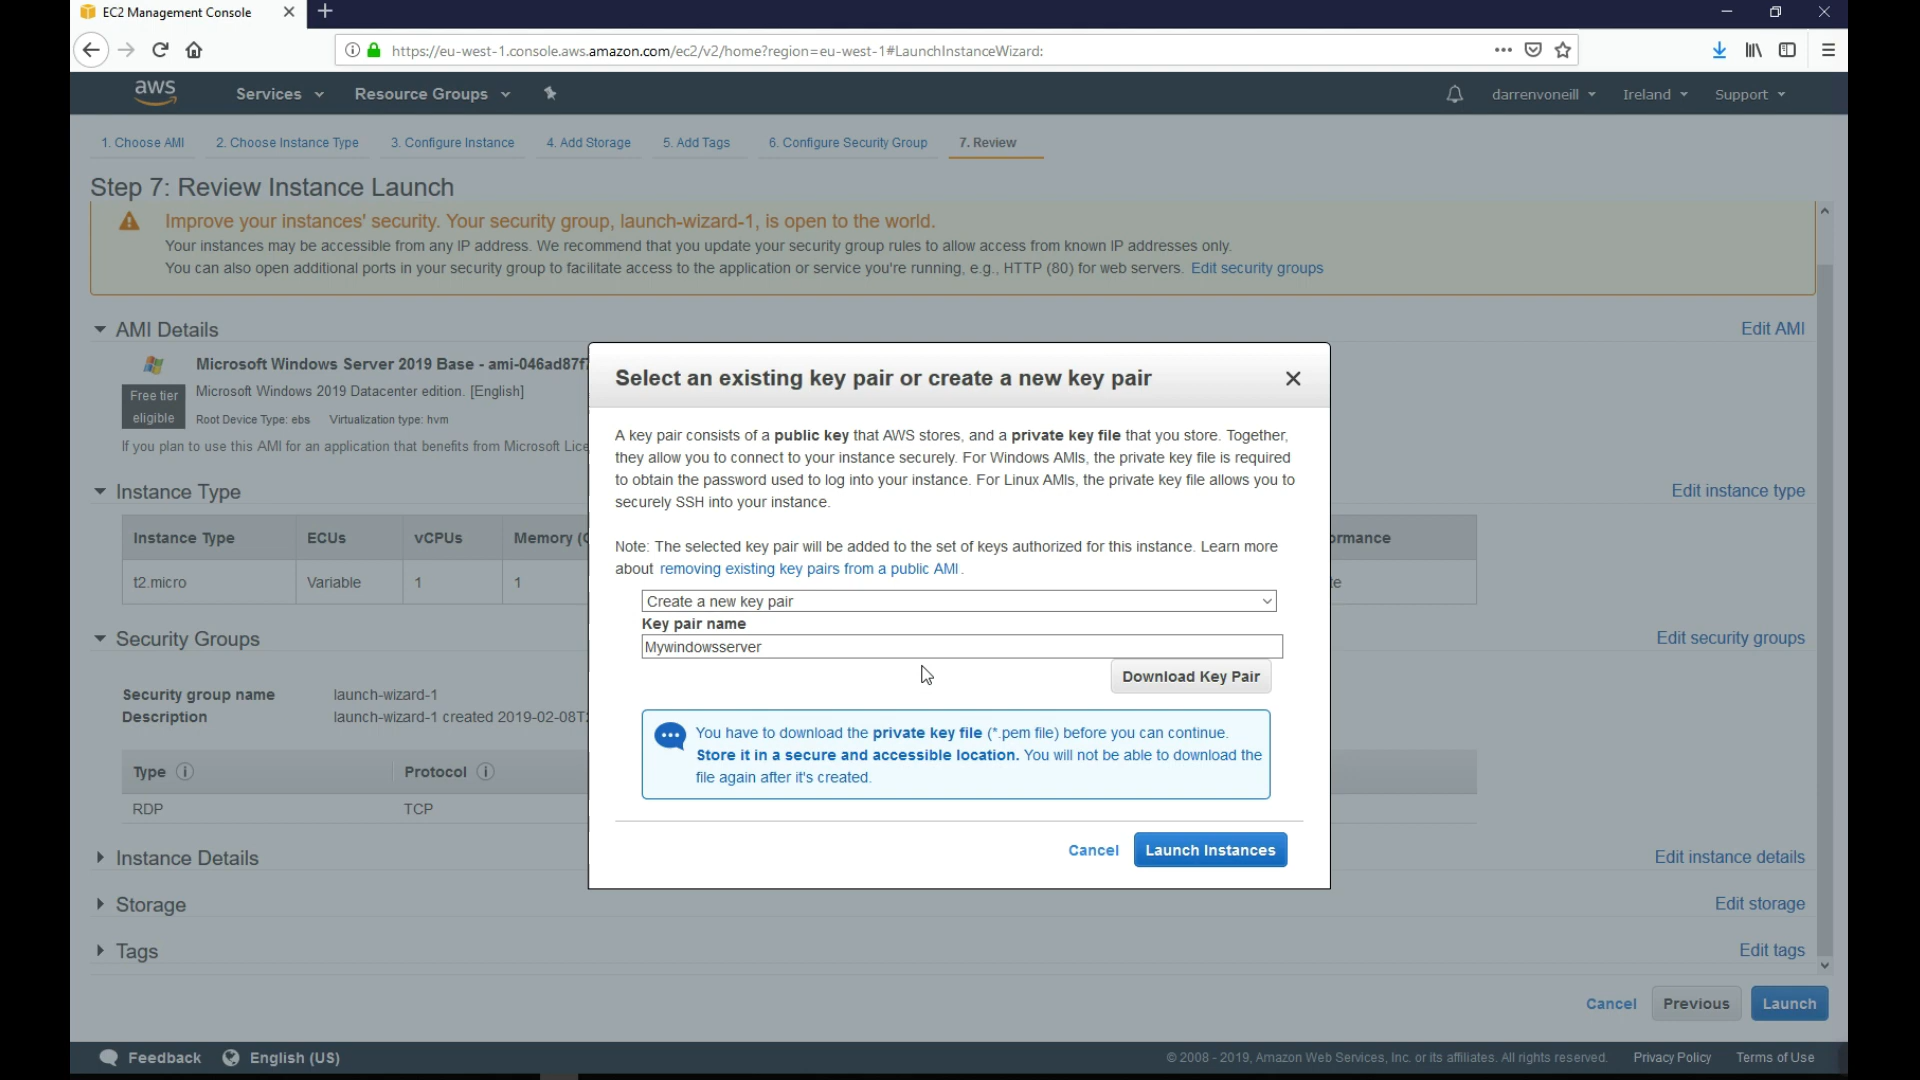 EC2 Management Console
https://eu-west-1.console.aws.amazon.com/ec2/v2/home?region=eu-west-1#LaunchInstanceWizard:
aws
Services
Resource Groups
darrenvoneill
Ireland
Support
1. Choose AMI
2. Choose Instance Type
3. Configure Instance
4. Add Storage
5. Add Tags
6. Configure Security Group
7. Review
Step 7: Review Instance Launch
Improve your instances' security. Your security group, launch-wizard-1, is open to the world.
Your instances may be accessible from any IP address. We recommend that you update your security group rules to allow access from known IP addresses only.
You can also open additional ports in your security group to facilitate access to the application or service you're running, e.g., HTTP (80) for web servers. Edit security groups
AMI Details
Edit AMI
Microsoft Windows Server 2019 Base - ami-046ad87f
Free tier
eligible
Microsoft Windows 2019 Datacenter edition. [English]
Root Device Type: ebs Virtualization type: hvm
If you plan to use this AMI for an application that benefits from Microsoft Lice
Instance Type
Edit instance type
Instance Type ECUs vCPUs Memory (
ormance
t2.micro Variable 1 1
te
Security Groups
Edit security groups
Security group name launch-wizard-1
Description launch-wizard-1 created 2019-02-08T
Type Protocol
RDP TCP
Instance Details
Edit instance details
Storage
Edit storage
Tags
Edit tags
Select an existing key pair or create a new key pair
A key pair consists of a public key that AWS stores, and a private key file that you store. Together,
they allow you to connect to your instance securely. For Windows AMIs, the private key file is required
to obtain the password used to log into your instance. For Linux AMIs, the private key file allows you to
securely SSH into your instance.
Note: The selected key pair will be added to the set of keys authorized for this instance. Learn more
about removing existing key pairs from a public AMI.
Create a new key pair
Key pair name
Mywindowsserver
Download Key Pair
You have to download the private key file (*.pem file) before you can continue.
Store it in a secure and accessible location. You will not be able to download the
file again after it's created.
Cancel
Launch Instances
Cancel
Previous
Launch
Feedback
English (US)
© 2008 - 2019, Amazon Web Services, Inc. or its affiliates. All rights reserved.
Privacy Policy
Terms of Use